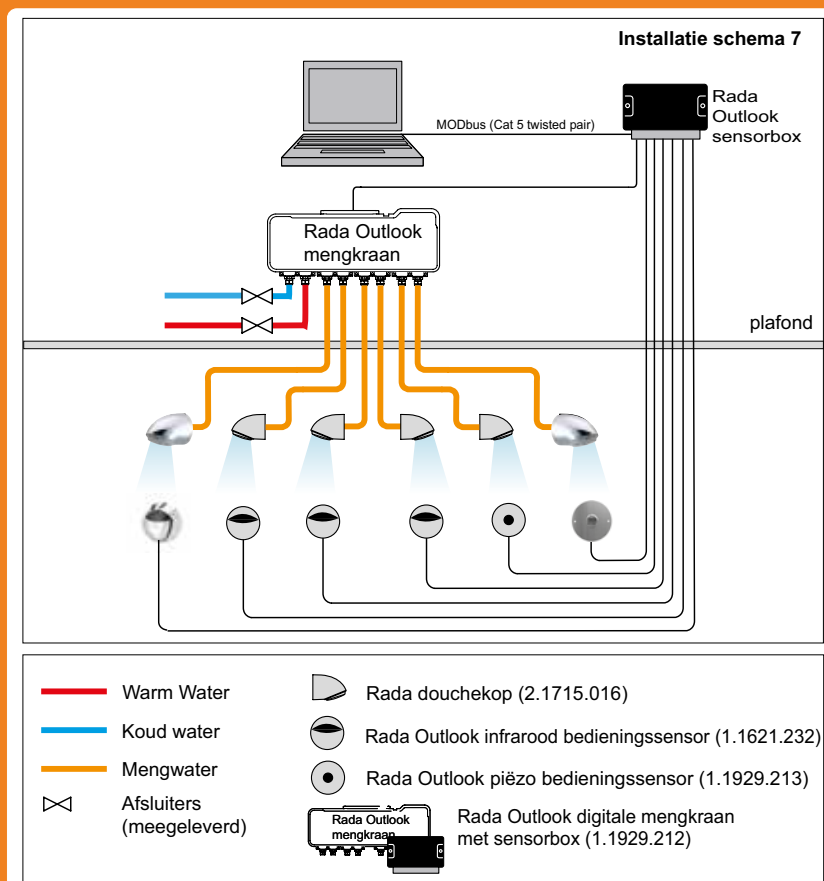 Installatie schema 7
Rada
Outlook
sensorbox
MODbus (Cat 5 twisted pair)
Rada Outlook
mengkraan
plafond
Warm Water
Koud water
Mengwater
Afsluiters
(meegeleverd)
Rada douchekop (2.1715.016)
Rada Outlook infrarood bedieningssensor (1.1621.232)
Rada Outlook piëzo bedieningssensor (1.1929.213)
Rada Outlook
mengkraan
Rada Outlook digitale mengkraan
met sensorbox (1.1929.212)